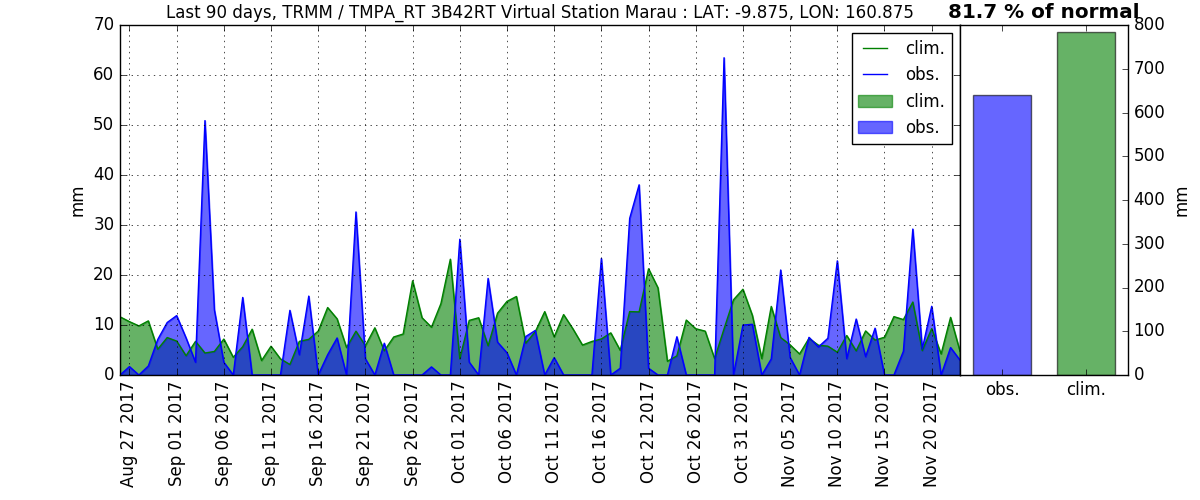 Last 90 days, TRMM / TMPA_RT 3B42RT Virtual Station Marau : LAT: -9.875, LON: 160.875
81.7 % of normal
70
60
50
40
30
20
10
0
mm
clim.
obs.
clim.
obs.
800
700
600
500
400
300
200
100
0
mm
obs.
clim.
Aug 27 2017
Sep 01 2017
Sep 06 2017
Sep 11 2017
Sep 16 2017
Sep 21 2017
Sep 26 2017
Oct 01 2017
Oct 06 2017
Oct 11 2017
Oct 16 2017
Oct 21 2017
Oct 26 2017
Oct 31 2017
Nov 05 2017
Nov 10 2017
Nov 15 2017
Nov 20 2017